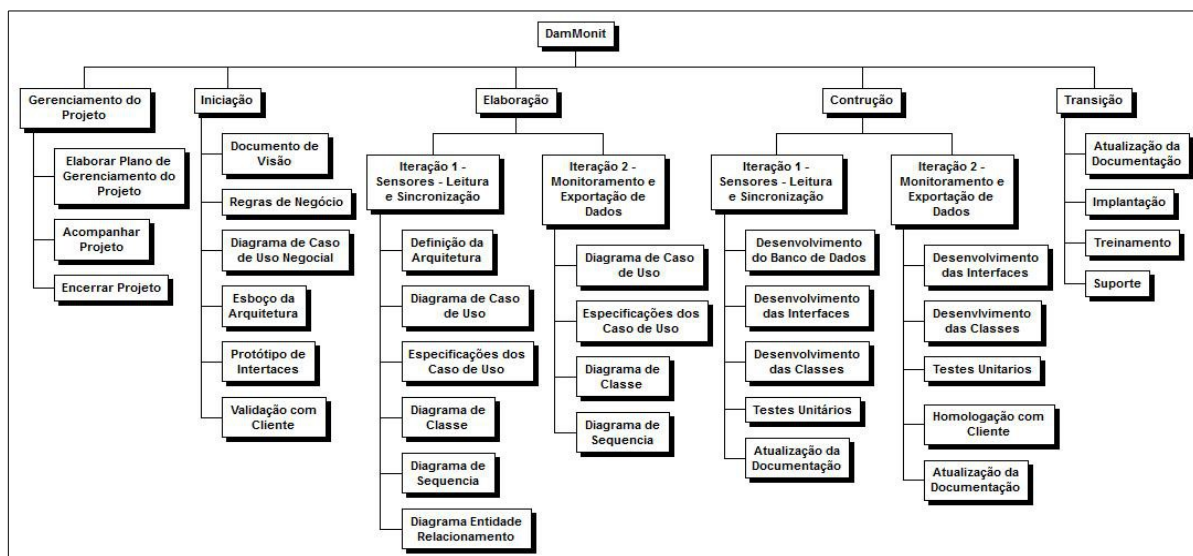 DamMonit
Gerenciamento do
Projeto
Elaborar Plano de
Gerenciamento do
Projeto
Acompanhar
Projeto
Encerrar Projeto
Iniciação
Documento de
Visão
Regras de Negócio
Diagrama de Caso
de Uso Negocial
Esboço da
Arquitetura
Protótipo de
Intertaces
Validação com
Cliente
Elaboração
Iteração 1 -
Sensores - Leitura
e Sincronização
Definição da
Arquitetura
Diagrama de Caso
de Uso
Especificações dos
Caso de Uso
Diagrama de
Classe
Diagrama de
Sequencia
Diagrama Entidade
Relacionamento
Iteração 2 -
Monitoramento e
Exportação de
Dados
Diagrama de Caso
de Uso
Especificações dos
Caso de Uso
Diagrama de
Classe
Diagrama de
Sequencia
Contrução
Iteração 1 -
Sensores - Leitura
e Sincronização
Desenvolvimento
do Banco de Dados
Desenvolvimento
das Interfaces
Desenvolvimento
das Classes
Testes Unitários
Atualização da
Documentação
Iteração 2 -
Monitoramento e
Exportação de
Dados
Desenvolvimento
das Interfaces
Desenvlvimento
das Classes
Testes Unitarios
Homologação com
Cliente
Atualização da
Documentação
Transição
Atualização da
Documentação
Implantação
Treinamento
Suporte